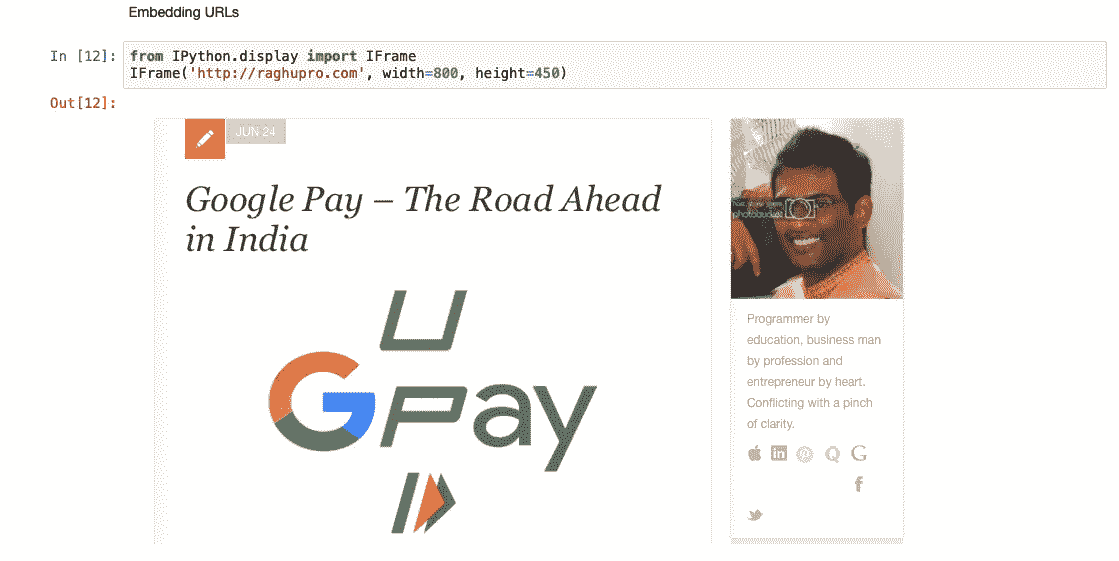 Embedding URLs
In [12]: from IPython.display import IFrame
IFrame('http://raghupro.com', width=800, height=450)
Out[12]:
JUN 24
Google Pay – The Road Ahead
in India
U
G Pay
I
photobucket
Programmer by
education, business man
by profession and
entrepreneur by heart.
Conflicting with a pinch
of clarity.